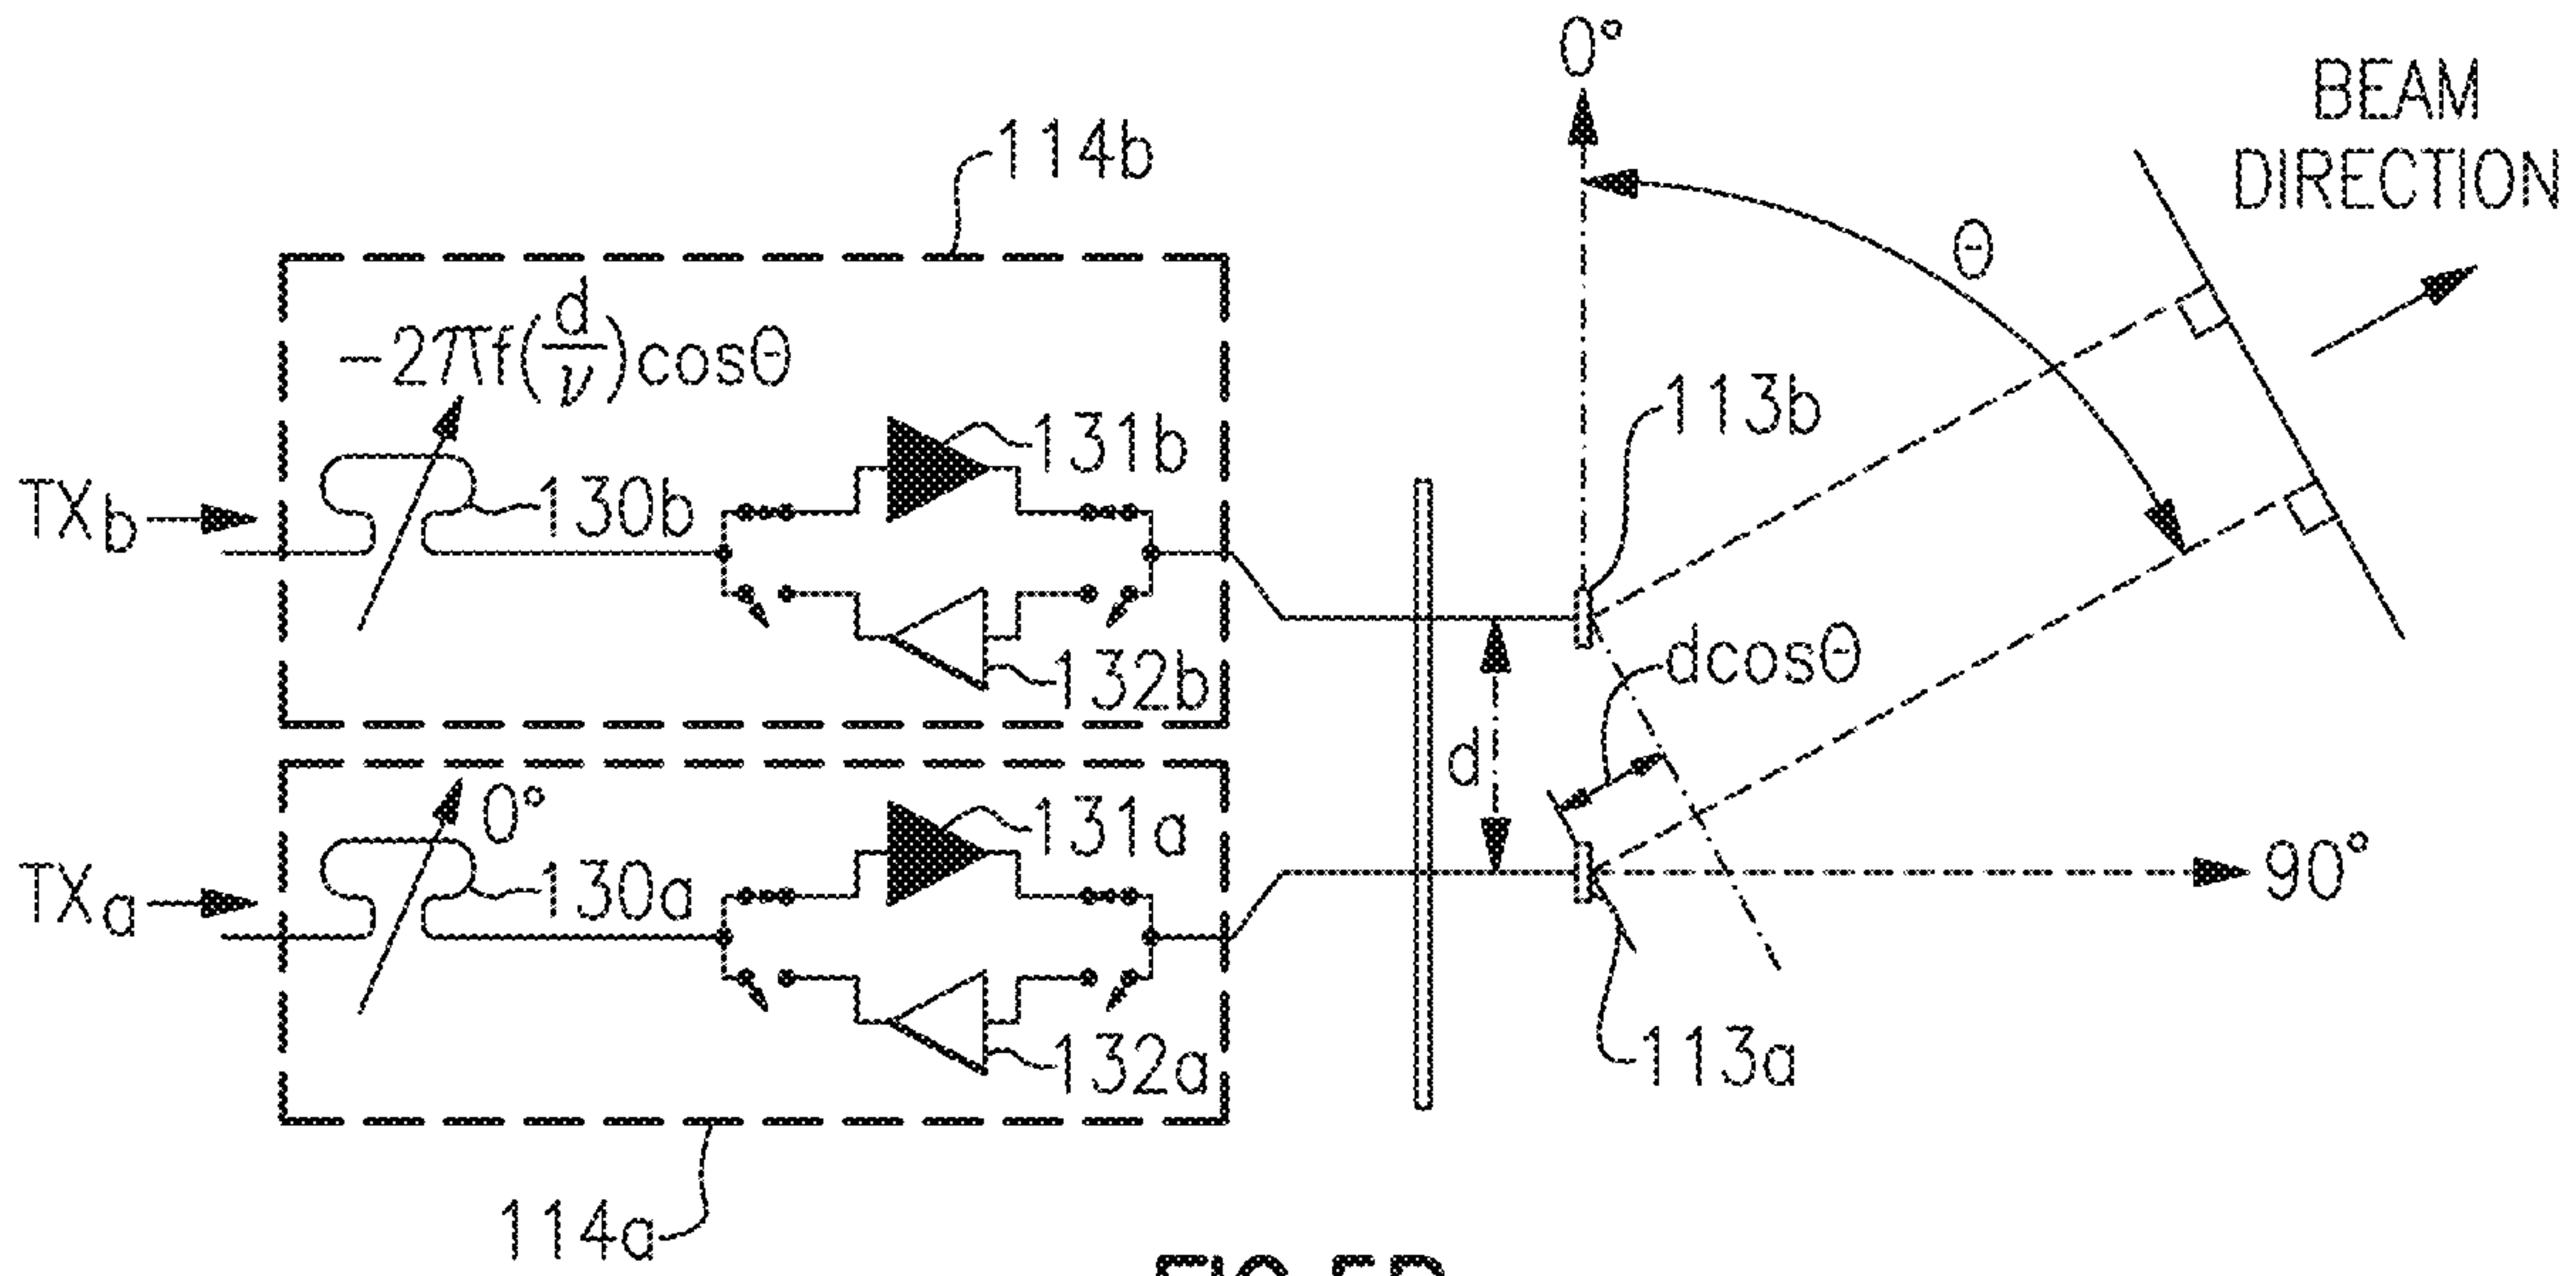 0°
BEAM
DIRECTION
114b
θ
-2πf(d/ν)cosθ
113b
131b
TXb
130b
dcosθ
132b
d
0°
131a
TXa
130a
90°
132a
113a
114a